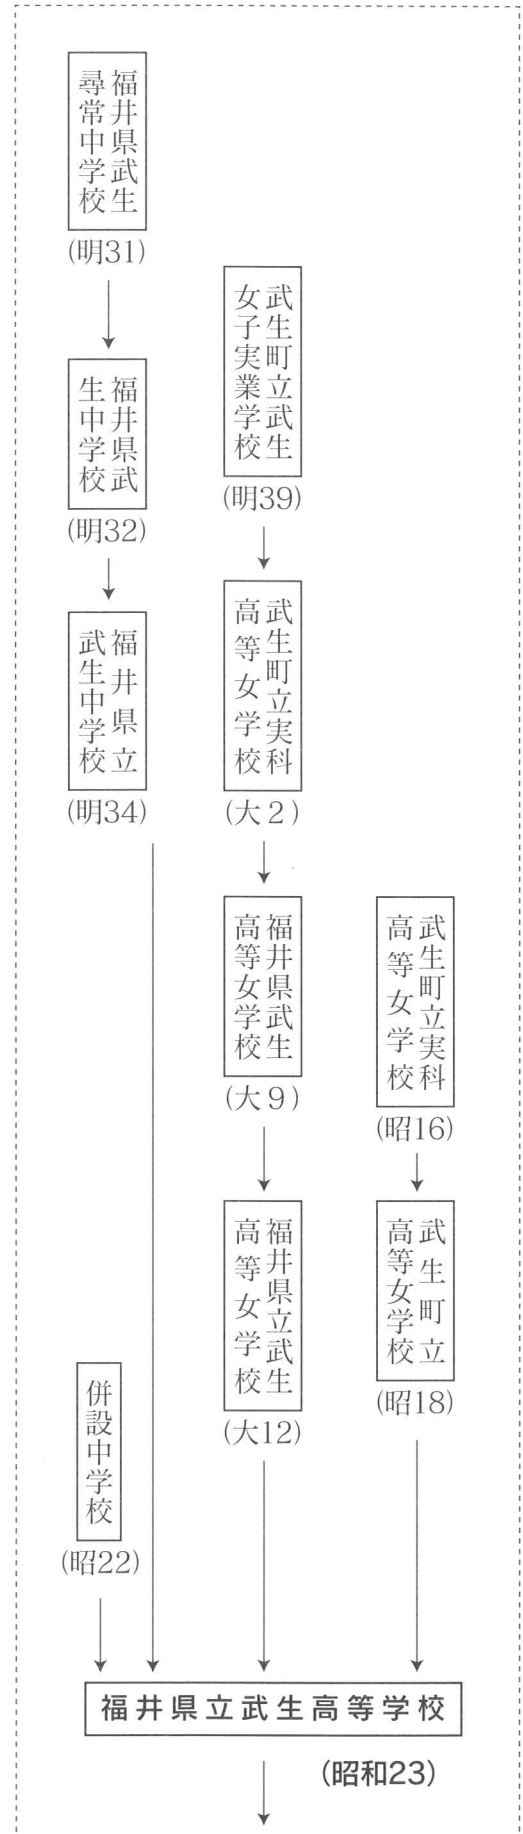 福井県武生
尋常中学校
(明31)
福井県武
生中学校
(明32)
福井県立
武生中学校
(明34)
武生町立武生
女子実業学校
(明39)
武生町立実科
高等女学校
(大2)
福井県武生
高等女学校
(大9)
福井県立武生
高等女学校
(大12)
武生町立実科
高等女学校
(昭16)
武生町立
高等女学校
(昭18)
併設中学校
(昭22)
福井県立武生高等学校
(昭和23)